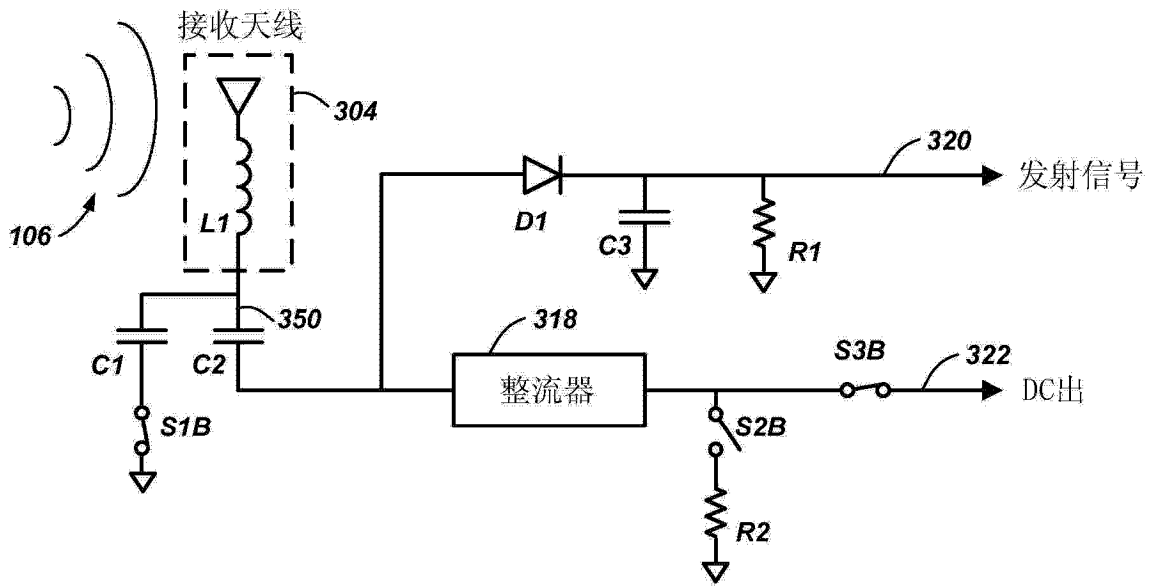 接收天线
304
320
发射信号
106
L1
D1
C3
R1
350
318
C1
C2
整流器
S3B
322
DC出
S1B
S2B
R2